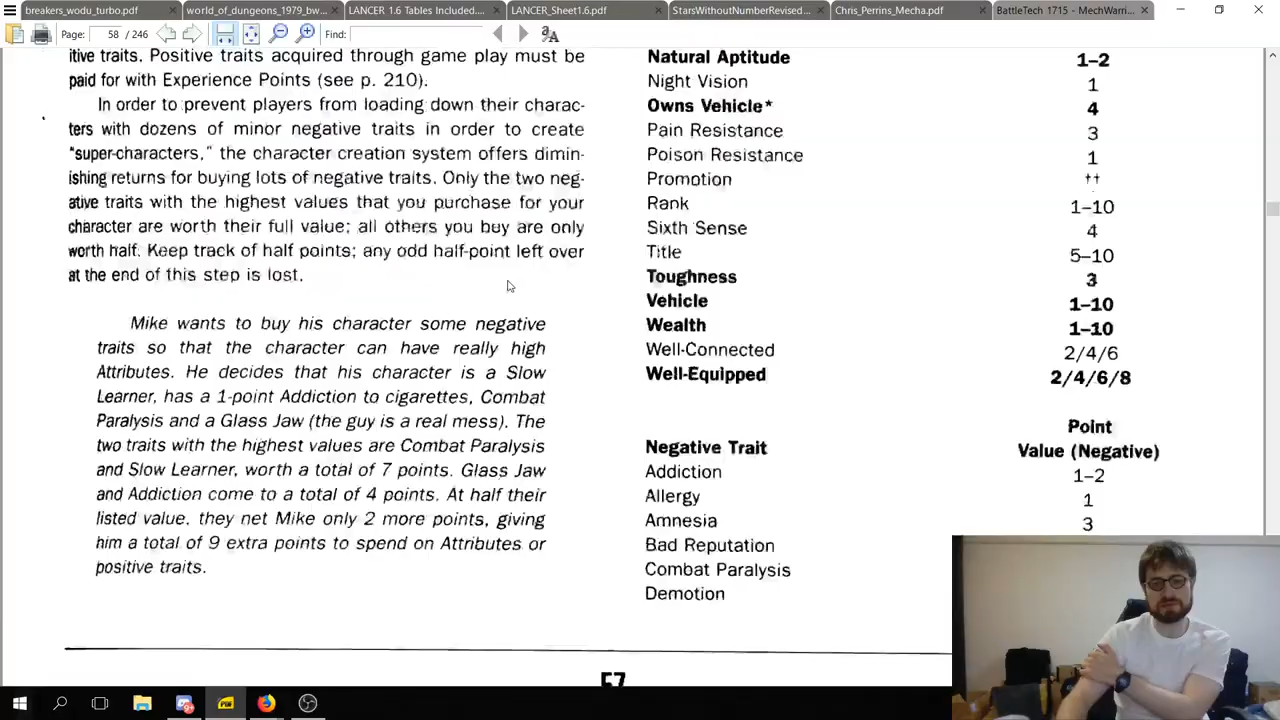 breakers_wodu_turbo.pdf
world_of_dungeons_1979_bw...
LANCER 1.6 Tables Included....
LANCER_Sheet1.6.pdf
StarsWithoutNumberRevised...
Chris_Perrins_Mecha.pdf
BattleTech 1715 - MechWarri...
Page: 58 / 246
Find:
itive traits. Positive traits acquired through game play must be
paid for with Experience Points (see p. 210).
In order to prevent players from loading down their charac-
ters with dozens of minor negative traits in order to create
"super-characters," the character creation system offers dimin-
ishing returns for buying lots of negative traits. Only the two neg-
ative traits with the highest values that you purchase for your
character are worth their full value; all others you buy are only
worth half. Keep track of half points; any odd half-point left over
at the end of this step is lost.
Mike wants to buy his character some negative
traits so that the character can have really high
Attributes. He decides that his character is a Slow
Learner, has a 1-point Addiction to cigarettes, Combat
Paralysis and a Glass Jaw (the guy is a real mess). The
two traits with the highest values are Combat Paralysis
and Slow Learner, worth a total of 7 points. Glass Jaw
and Addiction come to a total of 4 points. At half their
listed value, they net Mike only 2 more points, giving
him a total of 9 extra points to spend on Attributes or
positive traits.
Natural Aptitude 1–2
Night Vision 1
Owns Vehicle* 4
Pain Resistance 3
Poison Resistance 1
Promotion ††
Rank 1–10
Sixth Sense 4
Title 5–10
Toughness 3
Vehicle 1–10
Wealth 1–10
Well-Connected 2/4/6
Well-Equipped 2/4/6/8
Point
Negative Trait Value (Negative)
Addiction 1–2
Allergy 1
Amnesia 3
Bad Reputation
Combat Paralysis
Demotion
57